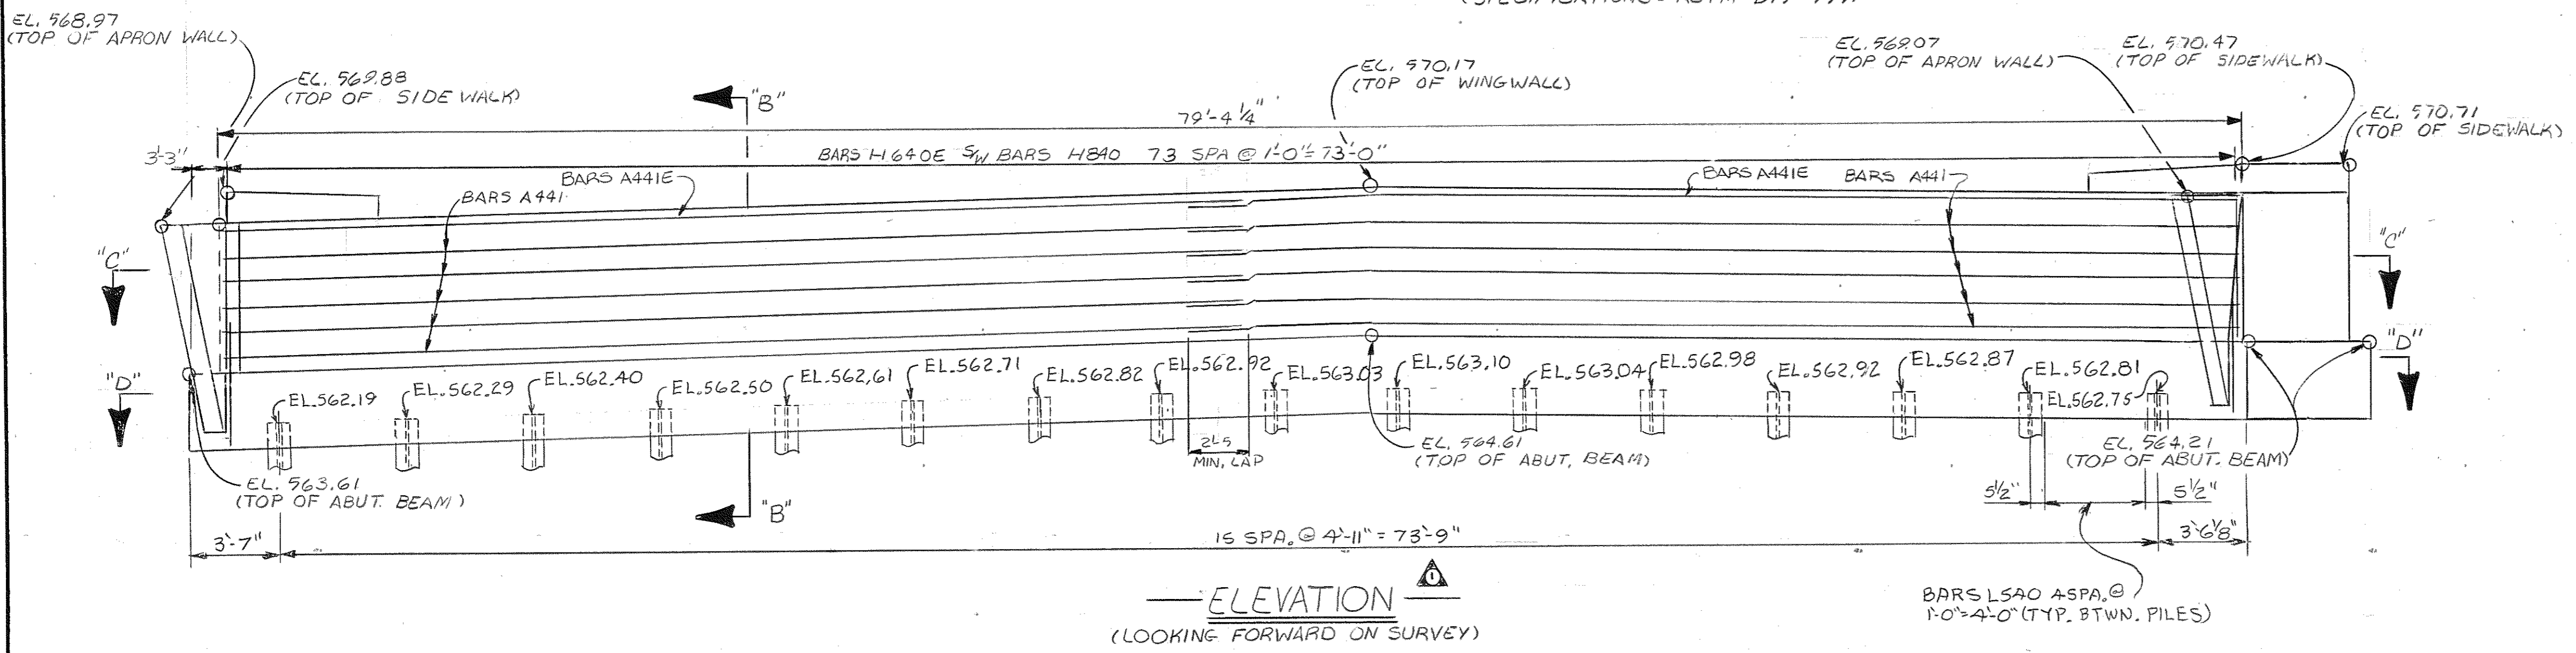 EL. 568.97
(TOP OF APRON WALL)
EL. 569.88
(TOP OF SIDE WALK)
"B"
EL. 570.17
(TOP OF WINGWALL)
EL. 569.07
(TOP OF APRON WALL)
EL. 570.47
(TOP OF SIDEWALK)
EL. 570.71
(TOP OF SIDEWALK)
79'-4 1/4"
3'-3"
BARS H640E S/W BARS H840 73 SPA @ 1'-0"= 73'-0"
BARS A441E
BARS A441
BARS A441E
BARS A441
"C"
"C"
"D"
"D"
EL.562.19
EL.562.29
EL.562.40
EL.562.50
EL.562.61
EL.562.71
EL.562.82
EL.562.92
EL.563.03
EL.563.10
EL.563.04
EL.562.98
EL.562.92
EL.562.87
EL.562.81
EL.562.75
2'-5
MIN. LAP
EL. 564.61
(TOP OF ABUT. BEAM)
EL. 564.21
(TOP OF ABUT. BEAM)
EL. 563.61
(TOP OF ABUT. BEAM)
"B"
5 1/2"
5 1/2"
3'-7"
15 SPA. @ 4'-11" = 73'-9"
3'-6 1/8"
BARS L540 4 SPA. @
1'-0"=4'-0" (TYP. BTWN. PILES)
1
ELEVATION
(LOOKING FORWARD ON SURVEY)